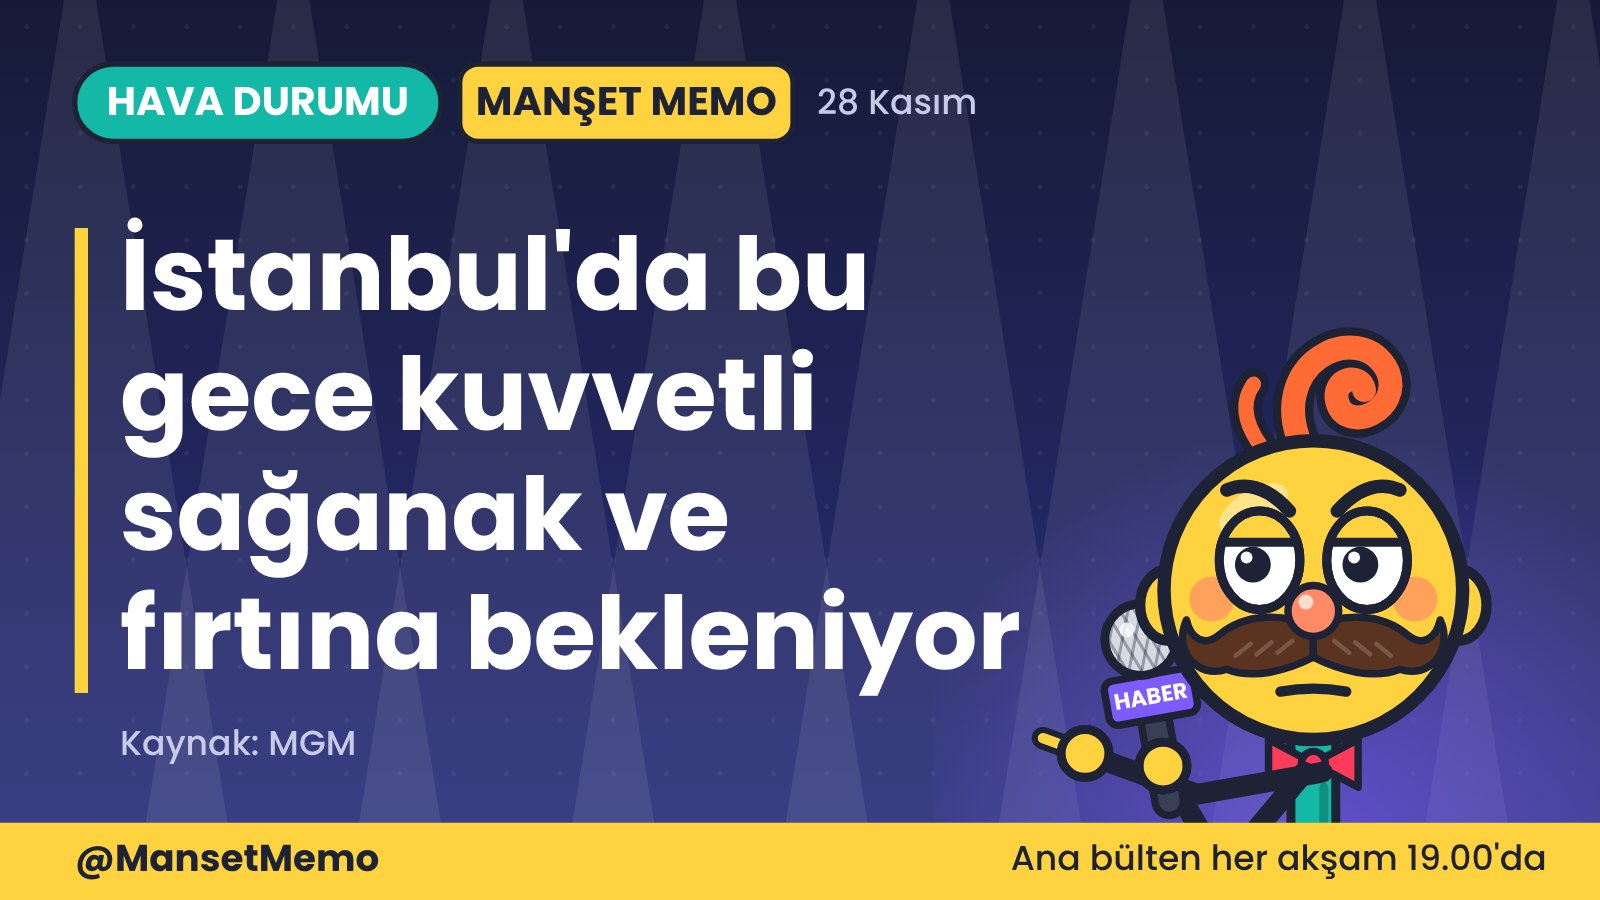 HAVA DURUMU
MANŞET MEMO
28 Kasım
İstanbul'da bu
gece kuvvetli
sağanak ve
fırtına bekleniyor
HABER
Kaynak: MGM
@MansetMemo
Ana bülten her akşam 19.00'da